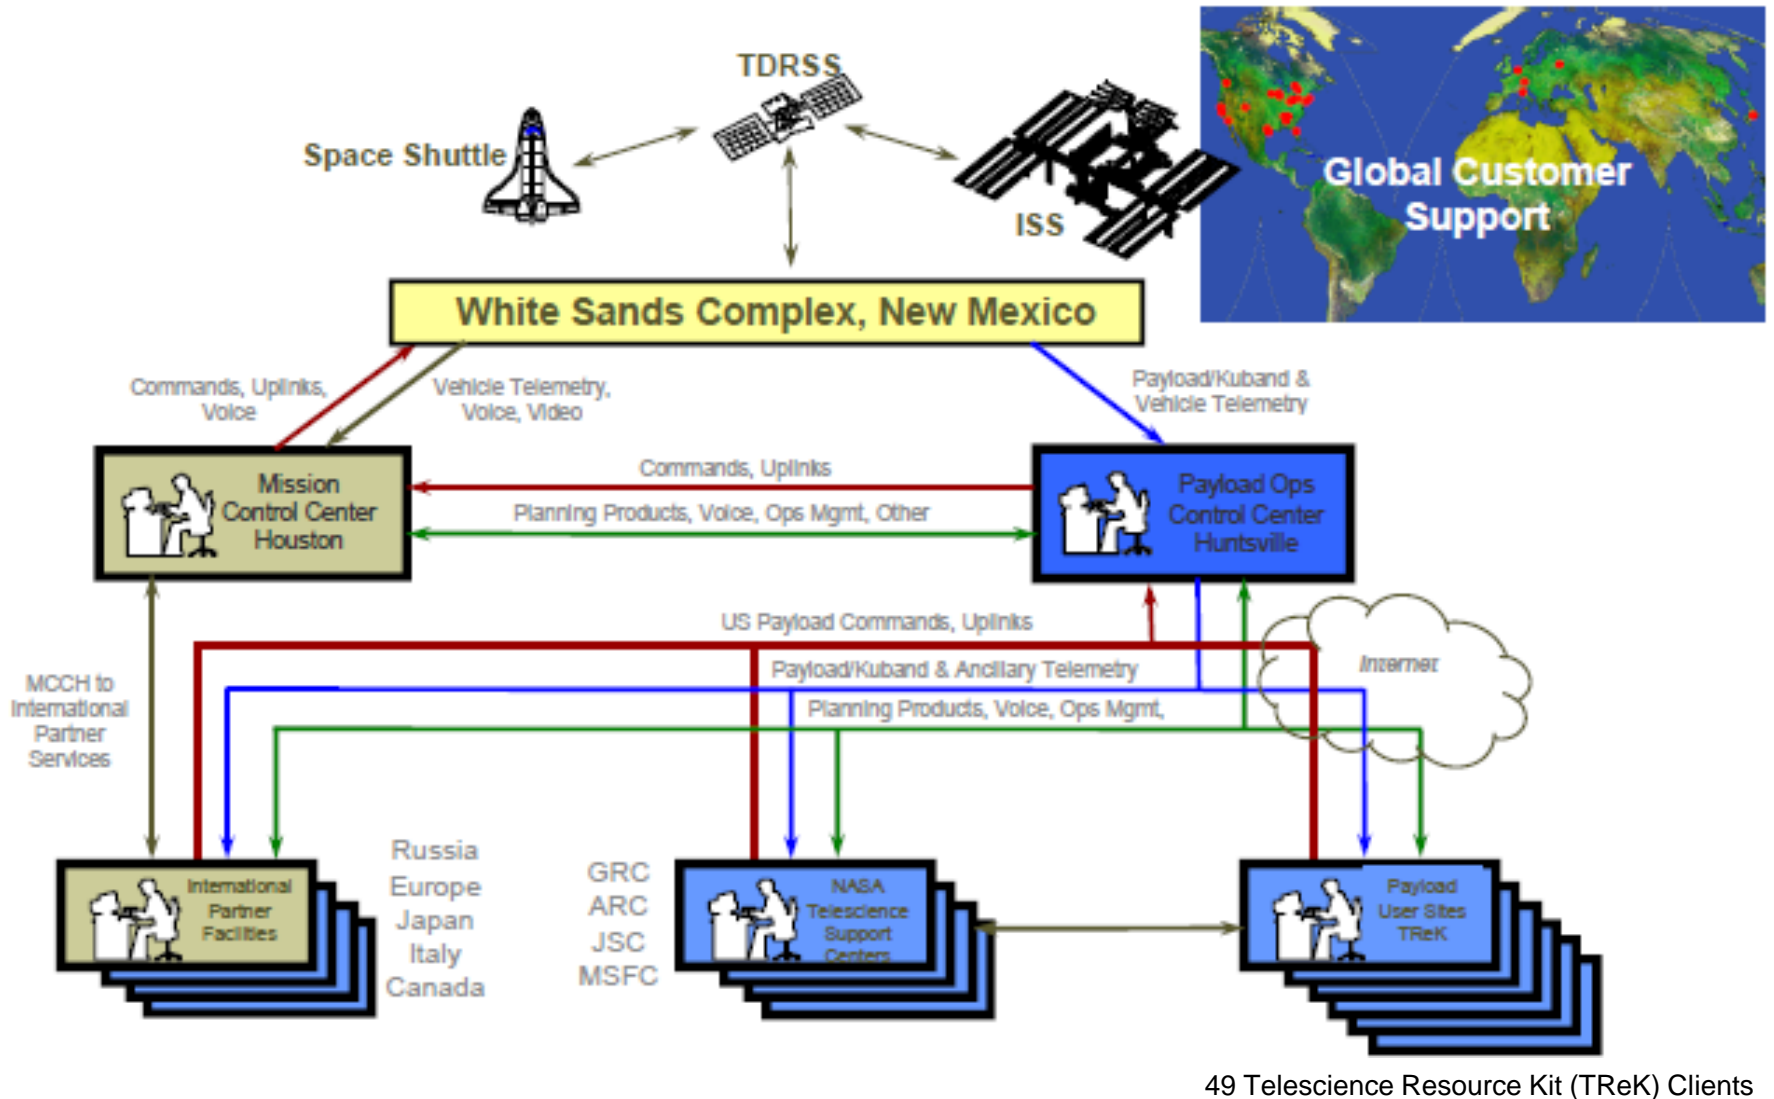 TDRSS
Space Shuttle
ISS
Global Customer
Support
White Sands Complex, New Mexico
Commands, Uplinks,
Voice
Vehicle Telemetry,
Voice, Video
Payload/Kuband &
Vehicle Telemetry
Mission
Control Center
Houston
Commands, Uplinks
Planning Products, Voice, Ops Mgmt, Other
Payload Ops
Control Center
Huntsville
US Payload Commands, Uplinks
Payload/Kuband & Ancillary Telemetry
Planning Products, Voice, Ops Mgmt,
Internet
MCCH to
International
Partner
Services
International
Partner
Facilities
Russia
Europe
Japan
Italy
Canada
GRC
ARC
JSC
MSFC
NASA
Telescience
Support
Centers
Payload
User Sites
TReK
49 Telescience Resource Kit (TReK) Clients